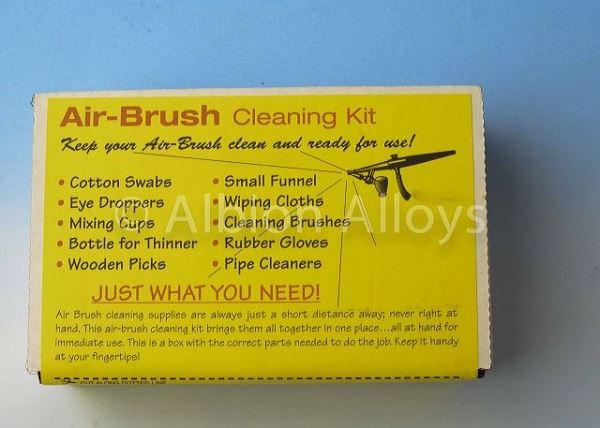 Air-Brush Cleaning Kit
Keep your Air-Brush clean and ready for use!
• Cotton Swabs
• Eye Droppers
• Mixing Cups
• Bottle for Thinner
• Wooden Picks
• Small Funnel
• Wiping Cloths
• Cleaning Brushes
• Rubber Gloves
• Pipe Cleaners
© Albion Alloys
JUST WHAT YOU NEED!
Air Brush cleaning supplies are always just a short distance away; never right at
hand. This air-brush cleaning kit brings them all together in one place...all at hand for
immediate use. This is a box with the correct parts needed to do the job. Keep it handy
at your fingertips!
CUT ALONG DOTTED LINE